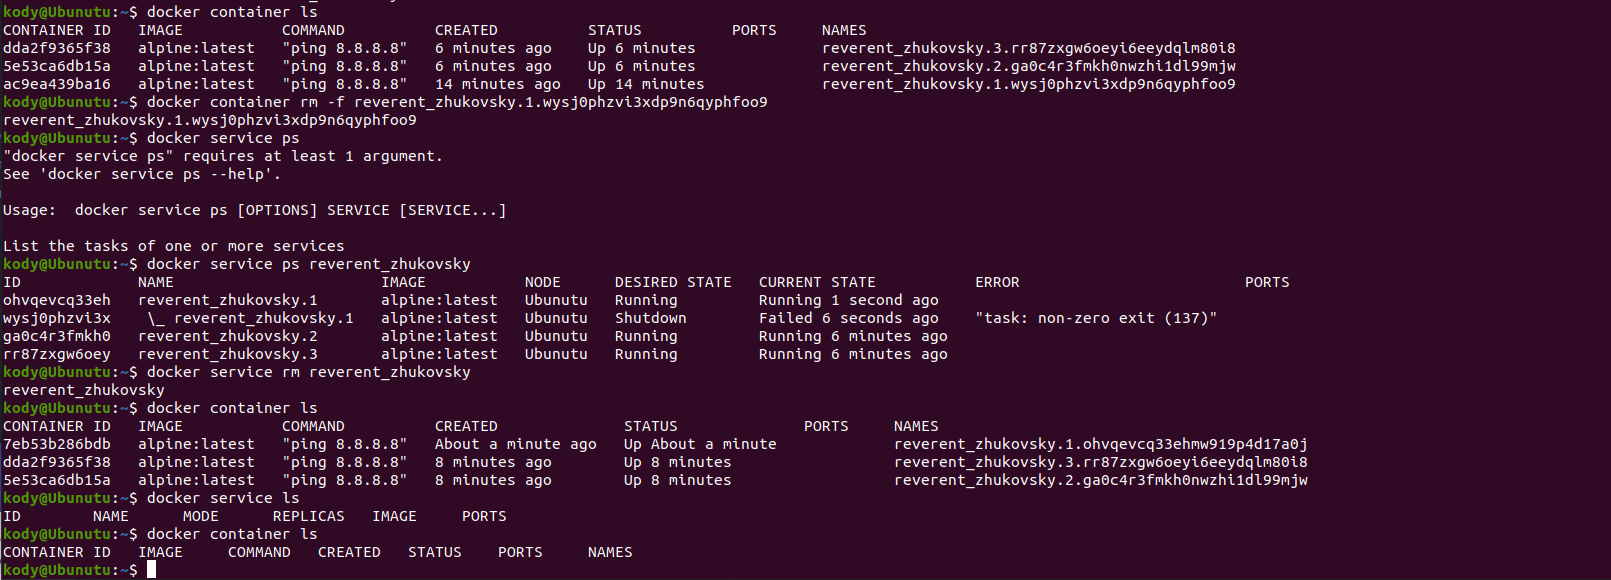 kody@Ubunutu:~$ docker container ls
CONTAINER ID   IMAGE           COMMAND          CREATED          STATUS          PORTS     NAMES
dda2f9365f38   alpine:latest   "ping 8.8.8.8"   6 minutes ago    Up 6 minutes              reverent_zhukovsky.3.rr87zxgw6oeyi6eeydqlm80i8
5e53ca6db15a   alpine:latest   "ping 8.8.8.8"   6 minutes ago    Up 6 minutes              reverent_zhukovsky.2.ga0c4r3fmkh0nwzhi1dl99mjw
ac9ea439ba16   alpine:latest   "ping 8.8.8.8"   14 minutes ago   Up 14 minutes             reverent_zhukovsky.1.wysj0phzvi3xdp9n6qyphfoo9
kody@Ubunutu:~$ docker container rm -f reverent_zhukovsky.1.wysj0phzvi3xdp9n6qyphfoo9
reverent_zhukovsky.1.wysj0phzvi3xdp9n6qyphfoo9
kody@Ubunutu:~$ docker service ps
"docker service ps" requires at least 1 argument.
See 'docker service ps --help'.
Usage:  docker service ps [OPTIONS] SERVICE [SERVICE...]
List the tasks of one or more services
kody@Ubunutu:~$ docker service ps reverent_zhukovsky
ID             NAME                       IMAGE           NODE      DESIRED STATE   CURRENT STATE           ERROR                         PORTS
ohvqevcq33eh   reverent_zhukovsky.1       alpine:latest   Ubunutu   Running         Running 1 second ago
wysj0phzvi3x    \_ reverent_zhukovsky.1   alpine:latest   Ubunutu   Shutdown        Failed 6 seconds ago    "task: non-zero exit (137)"
ga0c4r3fmkh0   reverent_zhukovsky.2       alpine:latest   Ubunutu   Running         Running 6 minutes ago
rr87zxgw6oey   reverent_zhukovsky.3       alpine:latest   Ubunutu   Running         Running 6 minutes ago
kody@Ubunutu:~$ docker service rm reverent_zhukovsky
reverent_zhukovsky
kody@Ubunutu:~$ docker container ls
CONTAINER ID   IMAGE           COMMAND          CREATED              STATUS              PORTS     NAMES
7eb53b286bdb   alpine:latest   "ping 8.8.8.8"   About a minute ago   Up About a minute             reverent_zhukovsky.1.ohvqevcq33ehmw919p4d17a0j
dda2f9365f38   alpine:latest   "ping 8.8.8.8"   8 minutes ago        Up 8 minutes                  reverent_zhukovsky.3.rr87zxgw6oeyi6eeydqlm80i8
5e53ca6db15a   alpine:latest   "ping 8.8.8.8"   8 minutes ago        Up 8 minutes                  reverent_zhukovsky.2.ga0c4r3fmkh0nwzhi1dl99mjw
kody@Ubunutu:~$ docker service ls
ID        NAME      MODE      REPLICAS   IMAGE     PORTS
kody@Ubunutu:~$ docker container ls
CONTAINER ID   IMAGE     COMMAND   CREATED   STATUS    PORTS     NAMES
kody@Ubunutu:~$